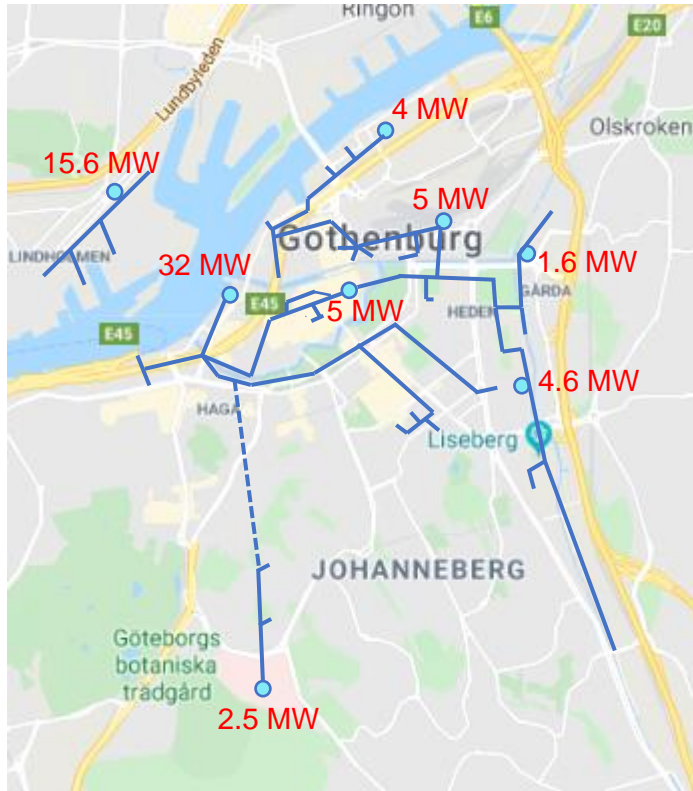 Ringön
E6
E20
Lundbyleden
4 MW
Olskroken
15.6 MW
5 MW
Gothenburg
LINDHOLMEN
32 MW
1.6 MW
GÅRDA
E45
5 MW
HEDEN
E45
4.6 MW
HAGA
Liseberg
JOHANNEBERG
Göteborgs
botaniska
trädgård
2.5 MW